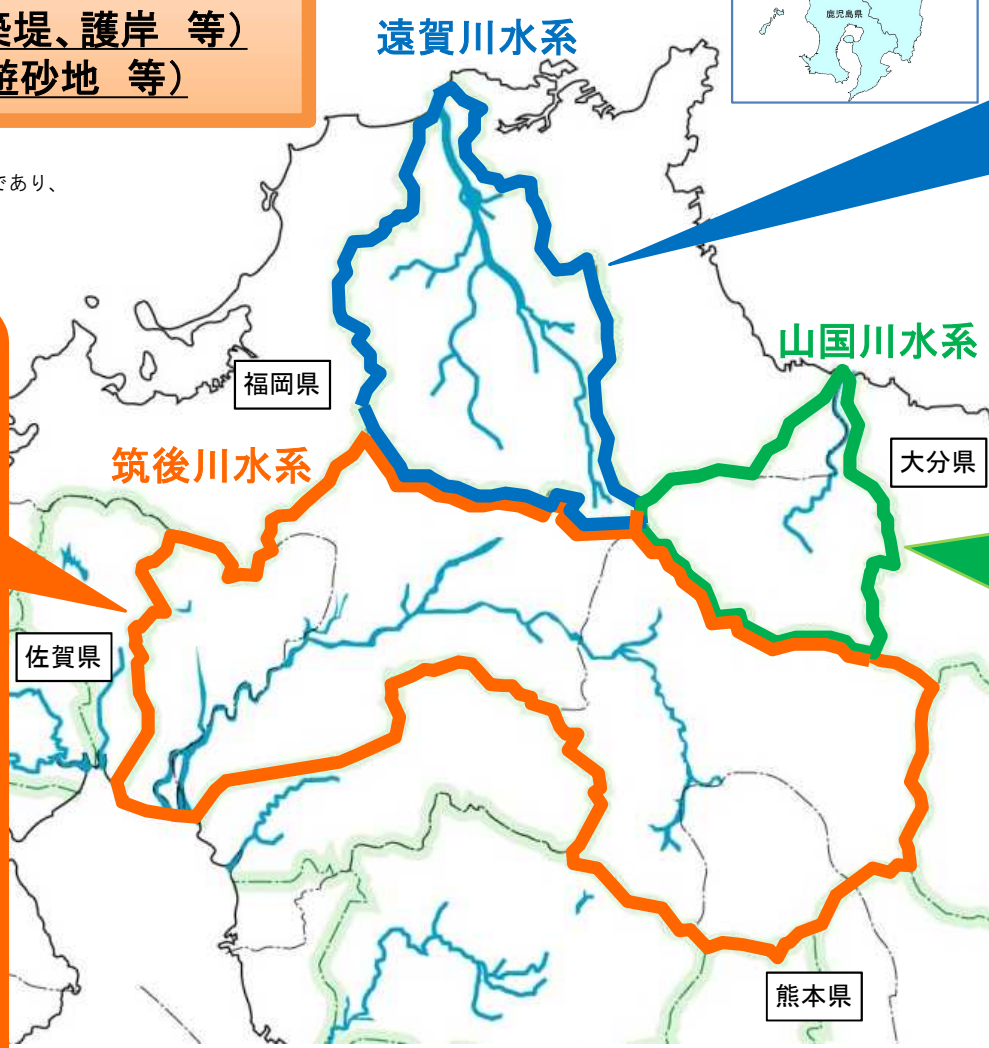 築堤、護岸 等)
遊砂地 等)
であり、
鹿児島県
遠賀川水系
山国川水系
福岡県
大分県
筑後川水系
佐賀県
熊本県